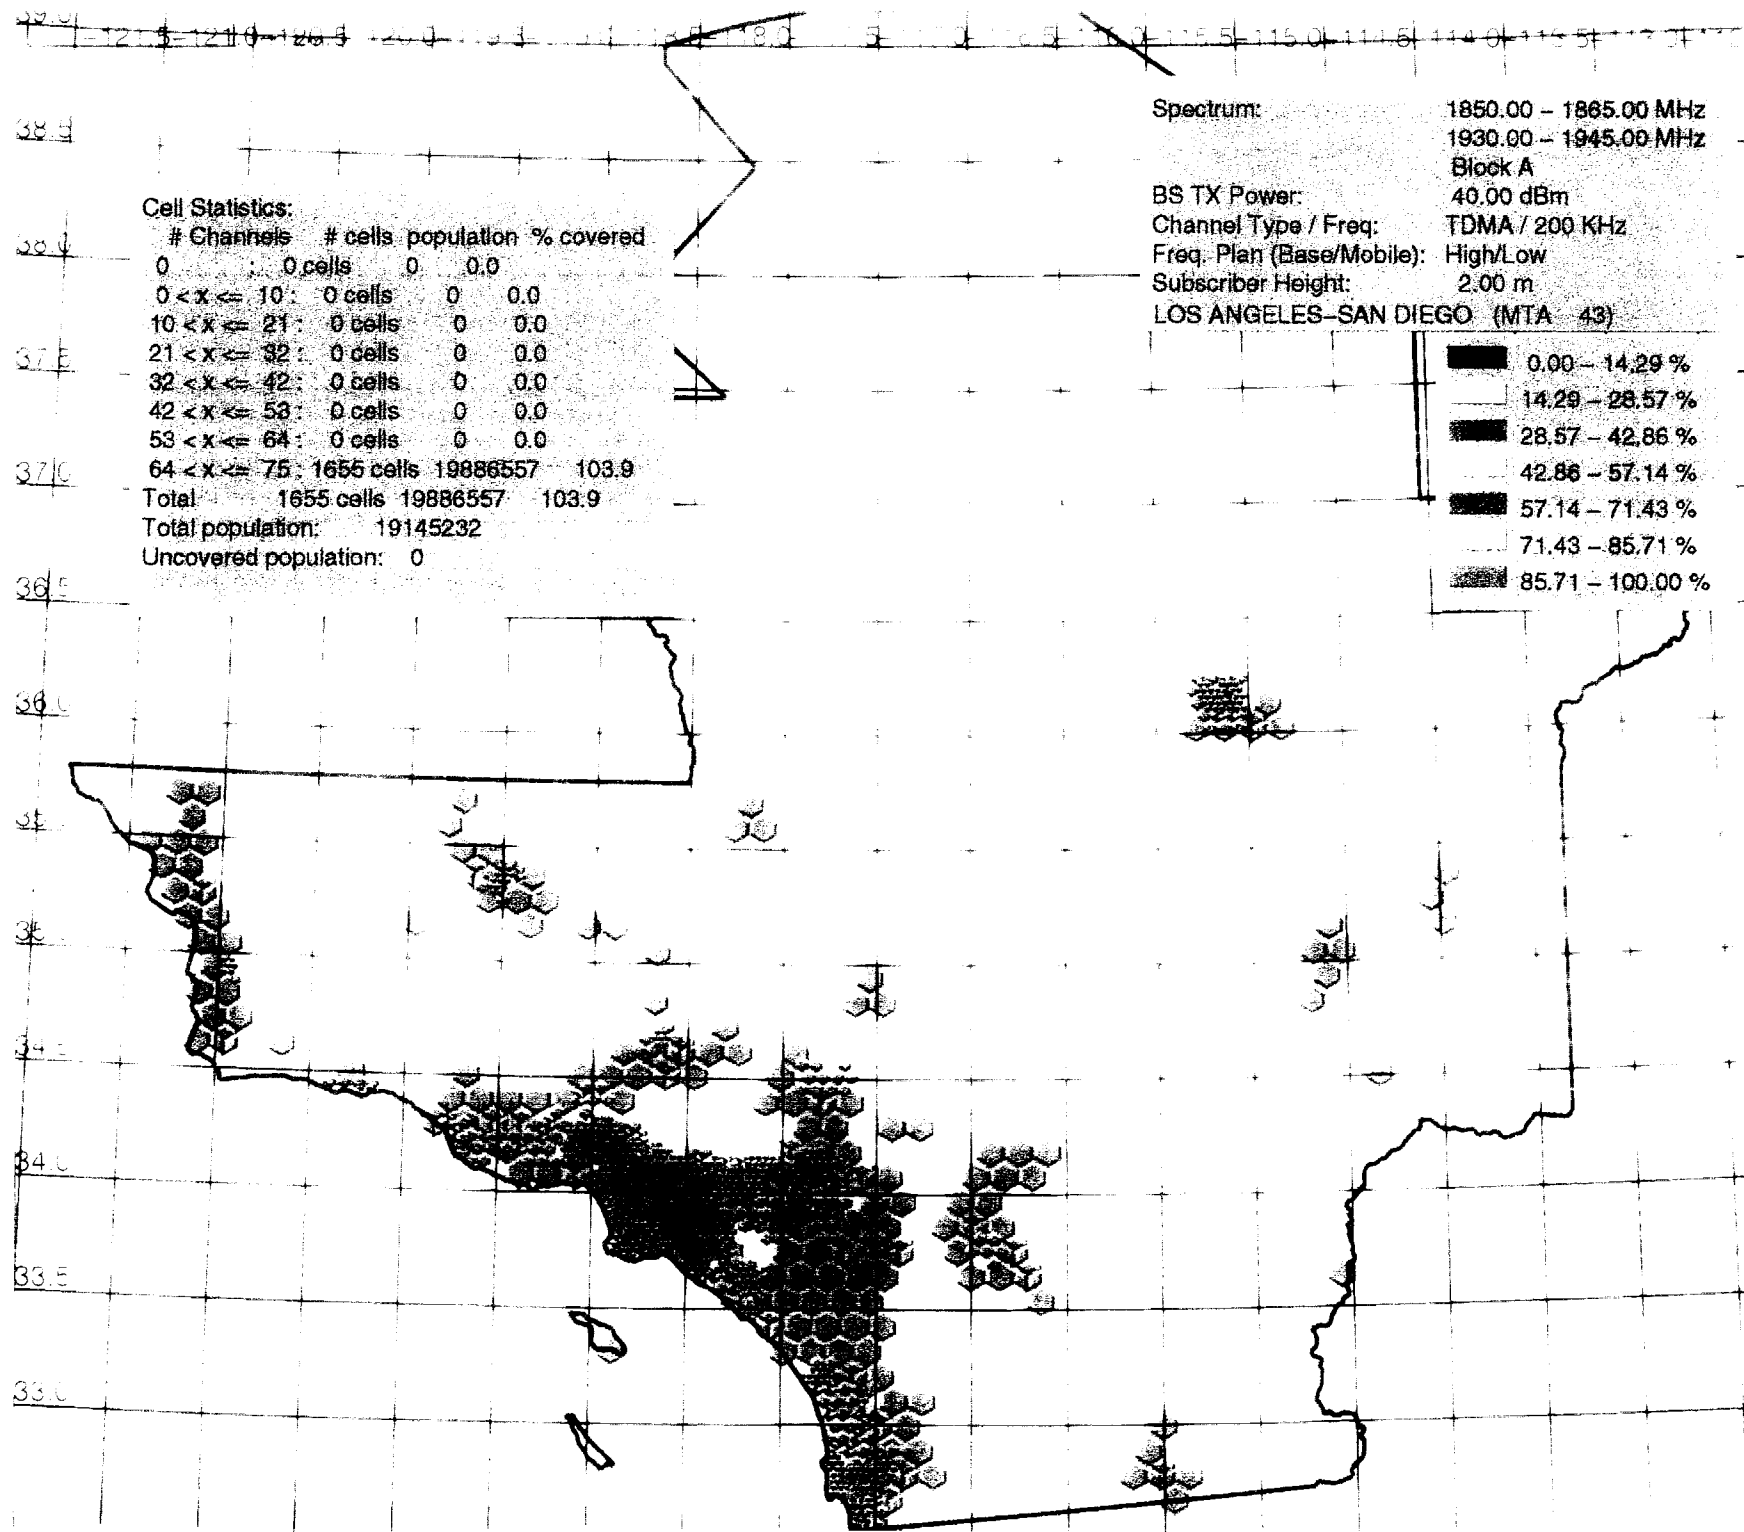 39.0
-121.5 -121.0 -120.5 -120.0
38.5
Spectrum: 1850.00 – 1865.00 MHz
1930.00 – 1945.00 MHz
Block A
BS TX Power: 40.00 dBm
Channel Type / Freq: TDMA / 200 KHz
Freq. Plan (Base/Mobile): High/Low
Subscriber Height: 2.00 m
LOS ANGELES–SAN DIEGO (MTA 43)
Cell Statistics:
# Channels # cells population % covered
0 : 0 cells 0 0.0
0 < x <= 10 : 0 cells 0 0.0
10 < x <= 21 : 0 cells 0 0.0
21 < x <= 32 : 0 cells 0 0.0
32 < x <= 42 : 0 cells 0 0.0
42 < x <= 53 : 0 cells 0 0.0
53 < x <= 64 : 0 cells 0 0.0
64 < x <= 75 : 1655 cells 19886557 103.9
Total 1655 cells 19886557 103.9
Total population: 19145232
Uncovered population: 0
0.00 – 14.29 %
14.29 – 28.57 %
28.57 – 42.86 %
42.86 – 57.14 %
57.14 – 71.43 %
71.43 – 85.71 %
85.71 – 100.00 %
37.0
36.5
34.0
33.5